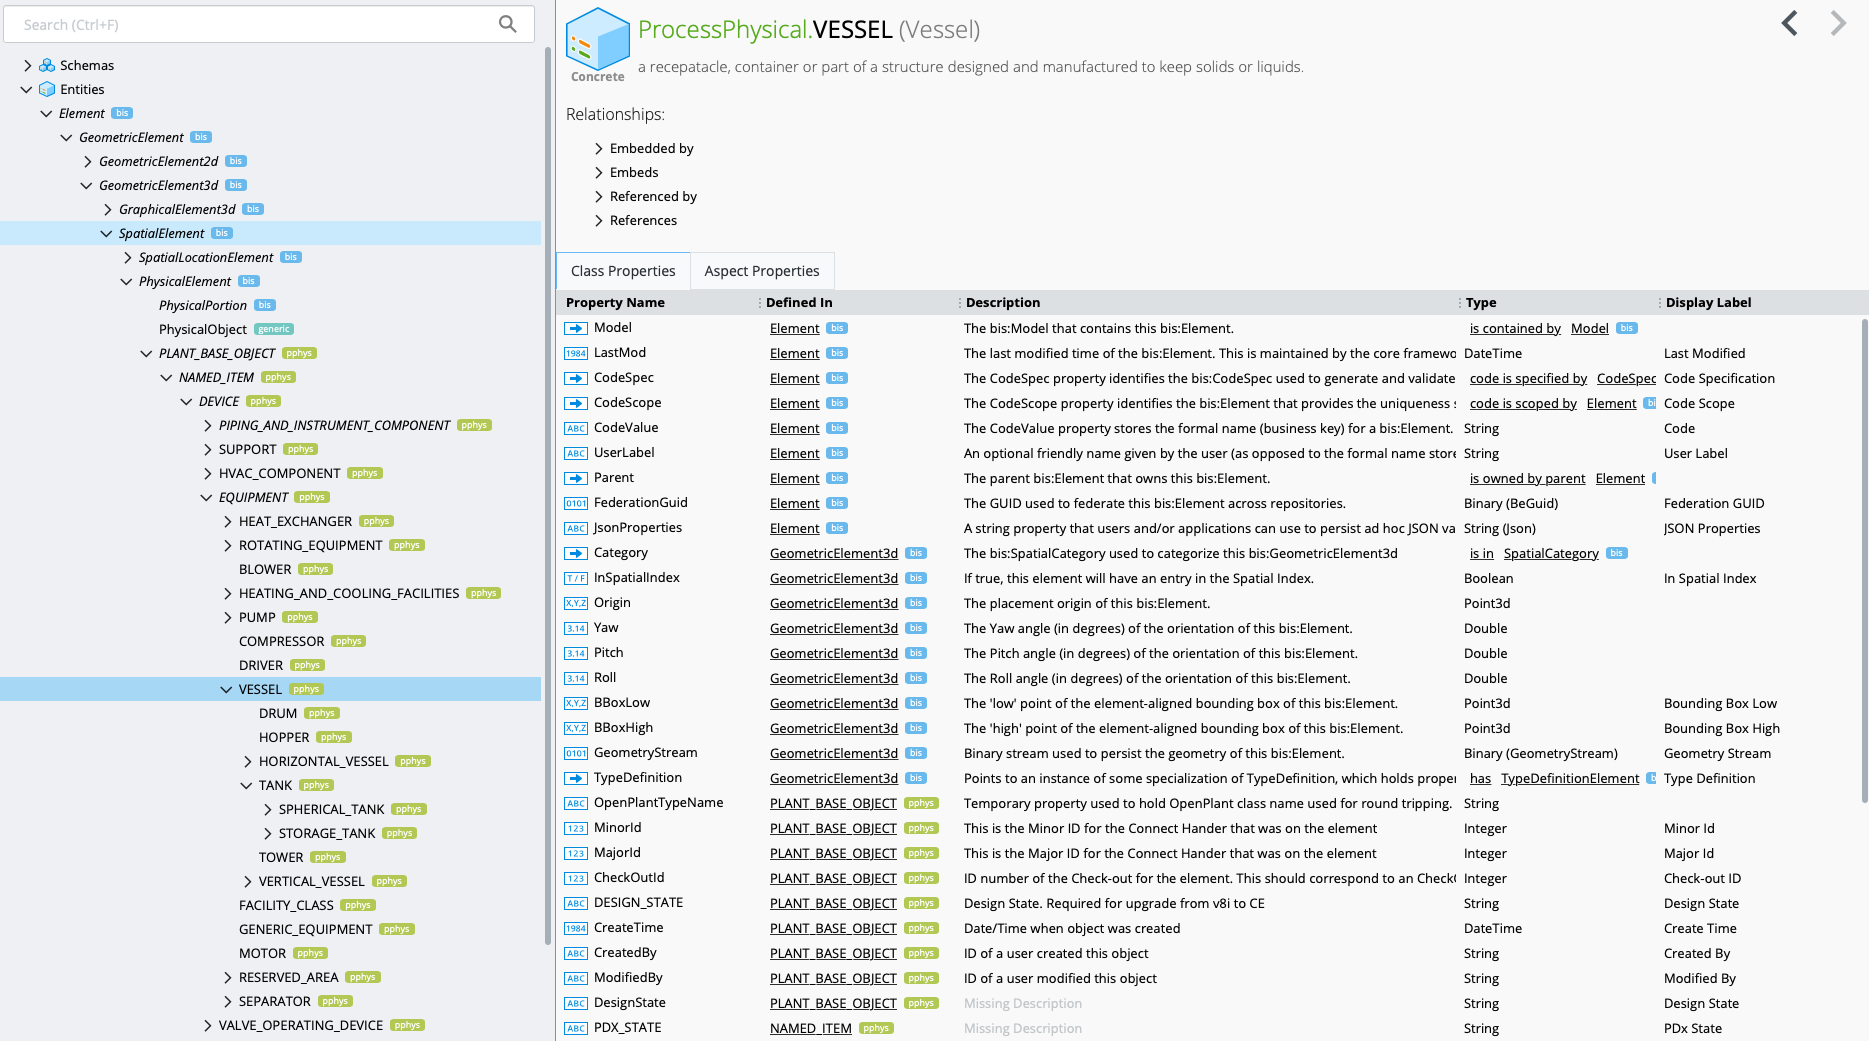 Search (Ctrl+F)
Schemas
Entities
Element bis
GeometricElement bis
GeometricElement2d bis
GeometricElement3d bis
GraphicalElement3d bis
SpatialElement bis
SpatialLocationElement bis
PhysicalElement bis
PhysicalPortion bis
PhysicalObject generic
PLANT_BASE_OBJECT pphys
NAMED_ITEM pphys
DEVICE pphys
PIPING_AND_INSTRUMENT_COMPONENT pphys
SUPPORT pphys
HVAC_COMPONENT pphys
EQUIPMENT pphys
HEAT_EXCHANGER pphys
ROTATING_EQUIPMENT pphys
BLOWER pphys
HEATING_AND_COOLING_FACILITIES pphys
PUMP pphys
COMPRESSOR pphys
DRIVER pphys
VESSEL pphys
DRUM pphys
HOPPER pphys
HORIZONTAL_VESSEL pphys
TANK pphys
SPHERICAL_TANK pphys
STORAGE_TANK pphys
TOWER pphys
VERTICAL_VESSEL pphys
FACILITY_CLASS pphys
GENERIC_EQUIPMENT pphys
MOTOR pphys
RESERVED_AREA pphys
SEPARATOR pphys
VALVE_OPERATING_DEVICE pphys
ProcessPhysical.VESSEL (Vessel)
Concrete
a recepatacle, container or part of a structure designed and manufactured to keep solids or liquids.
Relationships:
Embedded by
Embeds
Referenced by
References
Class Properties Aspect Properties
Property Name Defined In Description Type Display Label
Model Element bis The bis:Model that contains this bis:Element. is contained by Model bis
1984 LastMod Element bis The last modified time of the bis:Element. This is maintained by the core framewo DateTime Last Modified
CodeSpec Element bis The CodeSpec property identifies the bis:CodeSpec used to generate and validate code is specified by CodeSpec Code Specification
CodeScope Element bis The CodeScope property identifies the bis:Element that provides the uniqueness code is scoped by Element Code Scope
ABC CodeValue Element bis The CodeValue property stores the formal name (business key) for a bis:Element. String Code
ABC UserLabel Element bis An optional friendly name given by the user (as opposed to the formal name store String User Label
Parent Element bis The parent bis:Element that owns this bis:Element. is owned by parent Element
0101 FederationGuid Element bis The GUID used to federate this bis:Element across repositories. Binary (BeGuid) Federation GUID
ABC JsonProperties Element bis A string property that users and/or applications can use to persist ad hoc JSON va String (Json) JSON Properties
Category GeometricElement3d bis The bis:SpatialCategory used to categorize this bis:GeometricElement3d is in SpatialCategory bis
T / F InSpatialIndex GeometricElement3d bis If true, this element will have an entry in the Spatial Index. Boolean In Spatial Index
X,Y,Z Origin GeometricElement3d bis The placement origin of this bis:Element. Point3d
3.14 Yaw GeometricElement3d bis The Yaw angle (in degrees) of the orientation of this bis:Element. Double
3.14 Pitch GeometricElement3d bis The Pitch angle (in degrees) of the orientation of this bis:Element. Double
3.14 Roll GeometricElement3d bis The Roll angle (in degrees) of the orientation of this bis:Element. Double
X,Y,Z BBoxLow GeometricElement3d bis The 'low' point of the element-aligned bounding box of this bis:Element. Point3d Bounding Box Low
X,Y,Z BBoxHigh GeometricElement3d bis The 'high' point of the element-aligned bounding box of this bis:Element. Point3d Bounding Box High
0101 GeometryStream GeometricElement3d bis Binary stream used to persist the geometry of this bis:Element. Binary (GeometryStream) Geometry Stream
TypeDefinition GeometricElement3d bis Points to an instance of some specialization of TypeDefinition, which holds proper has TypeDefinitionElement Type Definition
ABC OpenPlantTypeName PLANT_BASE_OBJECT pphys Temporary property used to hold OpenPlant class name used for round tripping. String
123 MinorId PLANT_BASE_OBJECT pphys This is the Minor ID for the Connect Hander that was on the element Integer Minor Id
123 MajorId PLANT_BASE_OBJECT pphys This is the Major ID for the Connect Hander that was on the element Integer Major Id
123 CheckOutId PLANT_BASE_OBJECT pphys ID number of the Check-out for the element. This should correspond to an Check Integer Check-out ID
ABC DESIGN_STATE PLANT_BASE_OBJECT pphys Design State. Required for upgrade from v8i to CE String Design State
1984 CreateTime PLANT_BASE_OBJECT pphys Date/Time when object was created DateTime Create Time
ABC CreatedBy PLANT_BASE_OBJECT pphys ID of a user created this object String Created By
ABC ModifiedBy PLANT_BASE_OBJECT pphys ID of a user modified this object String Modified By
ABC DesignState PLANT_BASE_OBJECT pphys Missing Description String Design State
ABC PDX_STATE NAMED_ITEM pphys Missing Description String PDx State